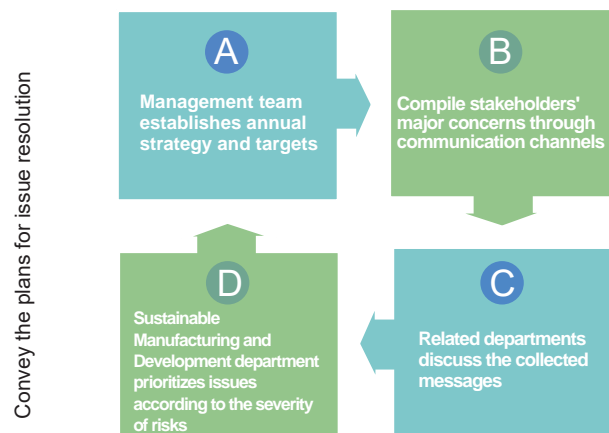 Convey the plans for issue resolution
A
Management team
establishes annual
strategy and targets
B
Compile stakeholders'
major concerns through
communication channels
C
Related departments
discuss the collected
messages
D
Sustainable
Manufacturing and
Development department
prioritizes issues
according to the severity
of risks